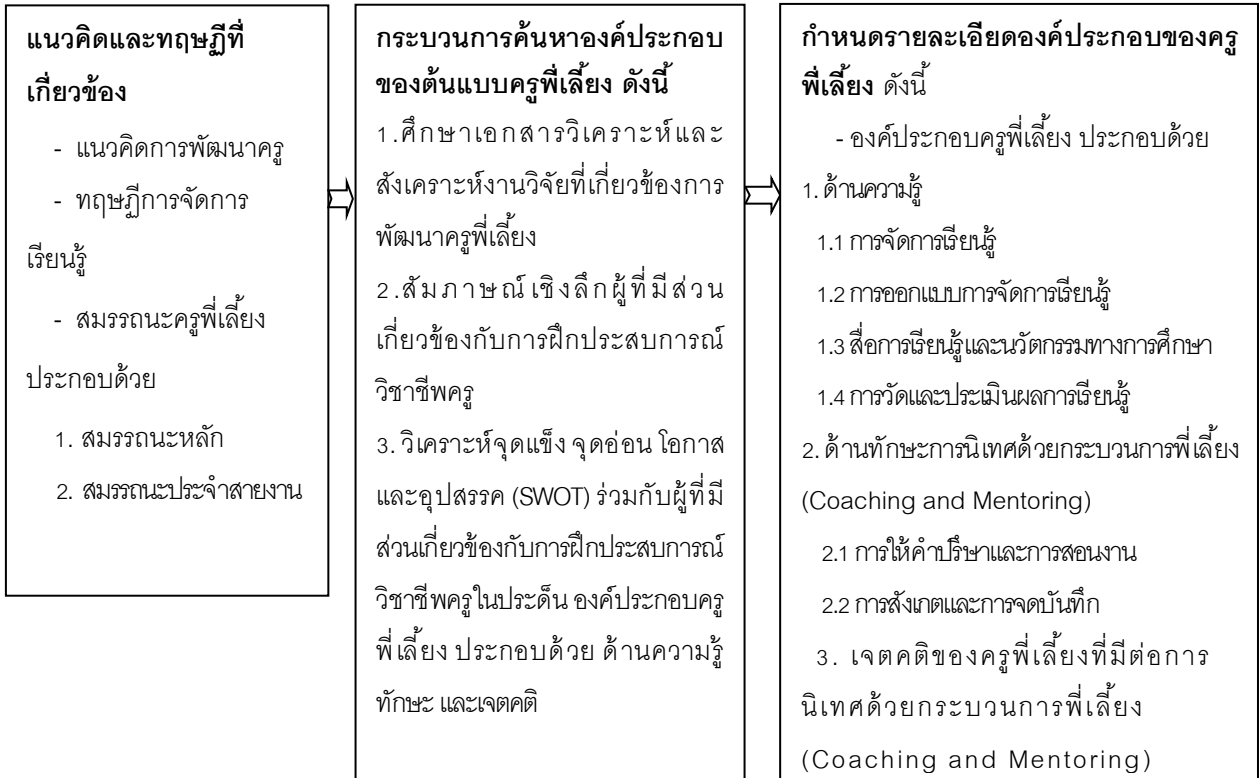 แนวคิดและทฤษฏีที่
เกี่ยวข้อง
- แนวคิดการพัฒนาครู
- ทฤษฏีการจัดการ
เรียนรู้
- สมรรถนะครูพี่เลี้ยง
ประกอบด้วย
1. สมรรถนะหลัก
2. สมรรถนะประจำสายงาน
กระบวนการค้นหาองค์ประกอบ
ของต้นแบบครูพี่เลี้ยง ดังนี้
1.ศึกษาเอกสารวิเคราะห์และ
สังเคราะห์งานวิจัยที่เกี่ยวข้องการ
พัฒนาครูพี่เลี้ยง
2.สัมภาษณ์เชิงลึกผู้ที่มีส่วน
เกี่ยวข้องกับการฝึกประสบการณ์
วิชาชีพครู
3. วิเคราะห์จุดแข็ง จุดอ่อน โอกาส
และอุปสรรค (SWOT) ร่วมกับผู้ที่มี
ส่วนเกี่ยวข้องกับการฝึกประสบการณ์
วิชาชีพครูในประด็น องค์ประกอบครู
พี่เลี้ยง ประกอบด้วย ด้านความรู้
ทักษะ และเจตคติ
กำหนดรายละเอียดองค์ประกอบของครู
พี่เลี้ยง ดังนี้
- องค์ประกอบครูพี่เลี้ยง ประกอบด้วย
1. ด้านความรู้
1.1 การจัดการเรียนรู้
1.2 การออกแบบการจัดการเรียนรู้
1.3 สื่อการเรียนรู้และนวัตกรรมทางการศึกษา
1.4 การวัดและประเมินผลการเรียนรู้
2. ด้านทักษะการนิเทศด้วยกระบวนการพี่เลี้ยง
(Coaching and Mentoring)
2.1 การให้คำปรึษาและการสอนงาน
2.2 การสังเกตและการจดบันทึก
3. เจตคติของครูพี่เลี้ยงที่มีต่อการ
นิเทศด้วยกระบวนการพี่เลี้ยง
(Coaching and Mentoring)